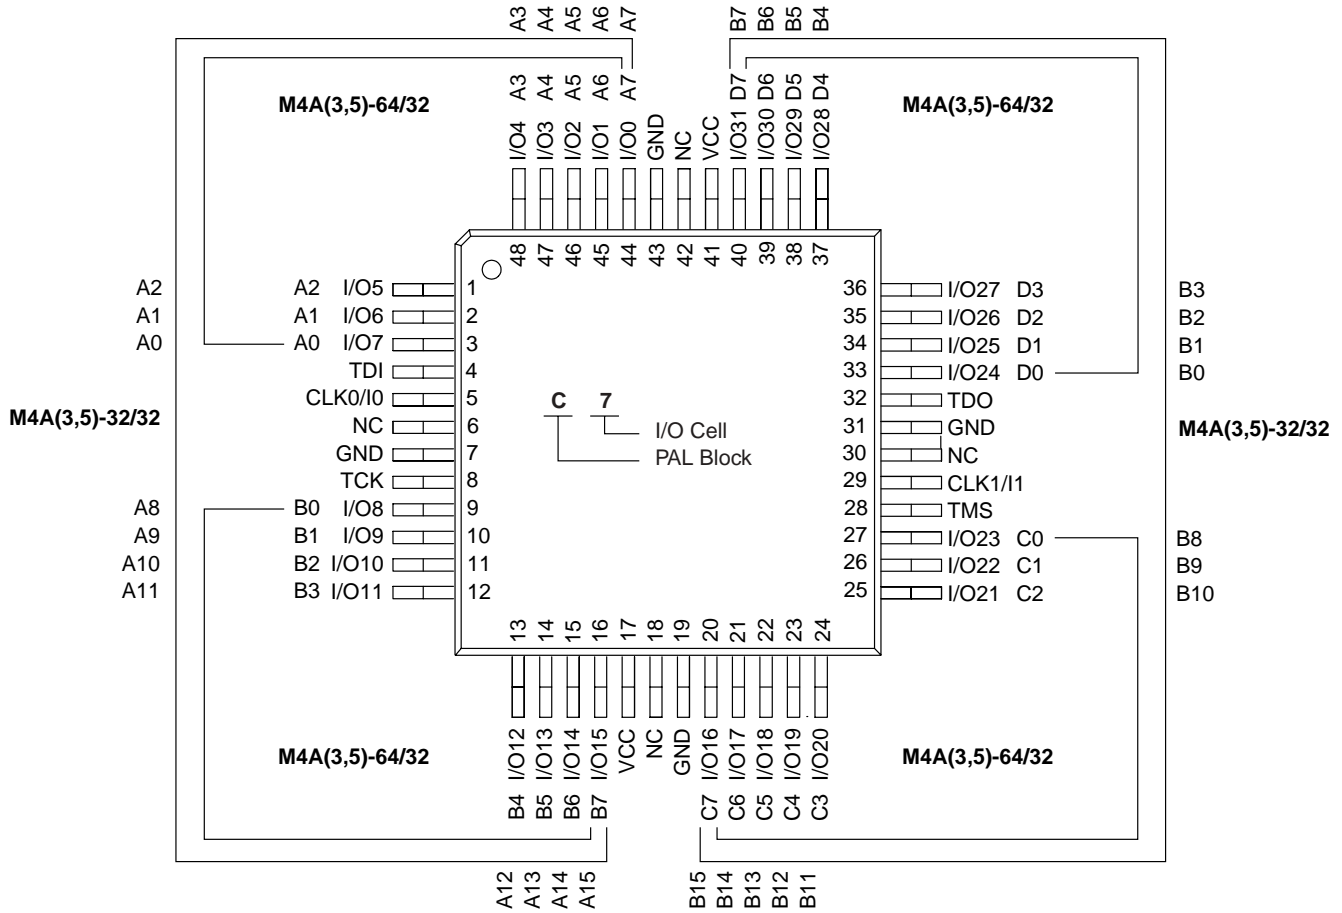 A3 A4 A5 A6 A7 B7 B6 B5 B4
M4A(3,5)-64/32 A3 A4 A5 A6 A7 D7 D6 D5 D4 M4A(3,5)-64/32
I/O4 I/O3 I/O2 I/O1 I/O0 GND NC VCC I/O31 I/O30 I/O29 I/O28
48 47 46 45 44 43 42 41 40 39 38 37
A2 A2 I/O5 1 36 I/O27 D3 B3
A1 A1 I/O6 2 35 I/O26 D2 B2
A0 A0 I/O7 3 34 I/O25 D1 B1
TDI 4 33 I/O24 D0 B0
CLK0/I0 5 C 7 32 TDO
M4A(3,5)-32/32 NC 6 I/O Cell 31 GND M4A(3,5)-32/32
GND 7 PAL Block 30 NC
TCK 8 29 CLK1/I1
A8 B0 I/O8 9 28 TMS
A9 B1 I/O9 10 27 I/O23 C0 B8
A10 B2 I/O10 11 26 I/O22 C1 B9
A11 B3 I/O11 12 25 I/O21 C2 B10
13 14 15 16 17 18 19 20 21 22 23 24
M4A(3,5)-64/32 I/O12 I/O13 I/O14 I/O15 VCC NC GND I/O16 I/O17 I/O18 I/O19 I/O20 M4A(3,5)-64/32
B4 B5 B6 B7 C7 C6 C5 C4 C3
A12 A13 A14 A15 B15 B14 B13 B12 B11